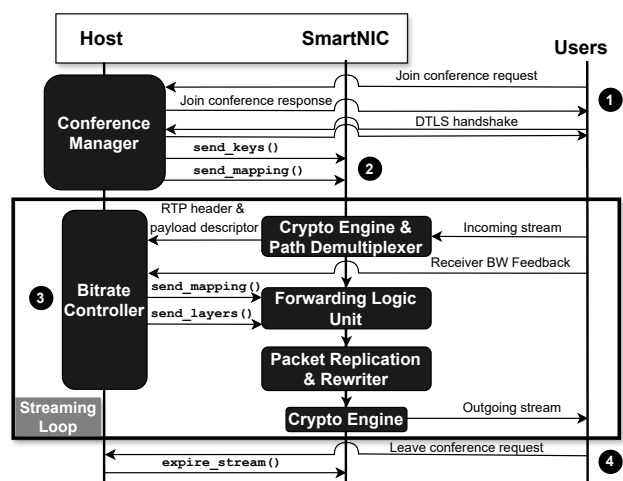 Host
SmartNIC
Users
Join conference request
1
Join conference response
DTLS handshake
Conference
Manager
send_keys()
send_mapping()
2
RTP header &
payload descriptor
Crypto Engine &
Path Demultiplexer
Incoming stream
Receiver BW Feedback
3
Bitrate
Controller
send_mapping()
send_layers()
Forwarding Logic
Unit
Packet Replication
& Rewriter
Streaming
Loop
Crypto Engine
Outgoing stream
Leave conference request
4
expire_stream()